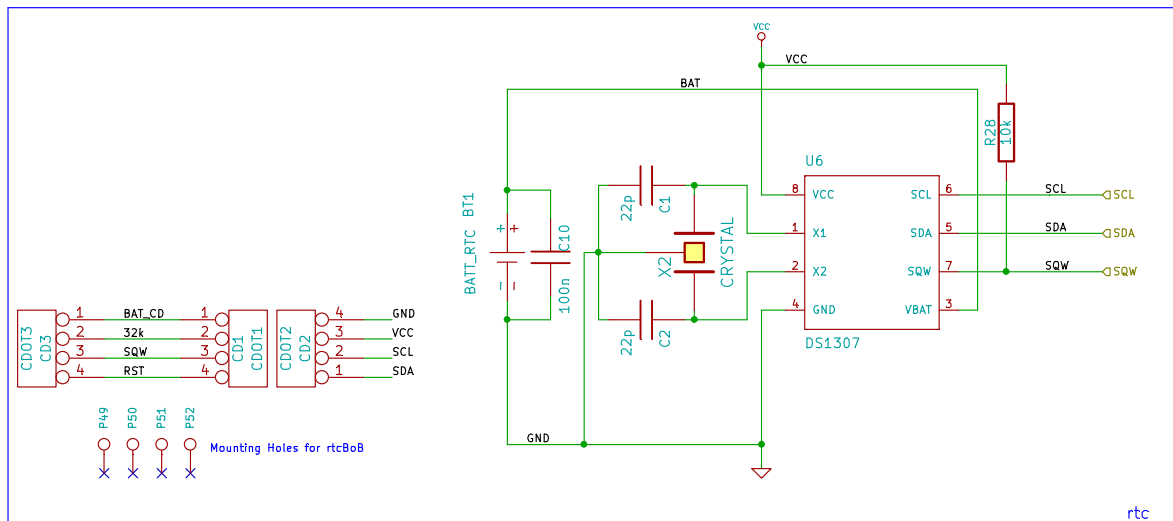 VCC
VCC
BAT
R28
10k
U6
8 VCC
1 X1
2 X2
4 GND
SCL 6
SDA 5
SQW 7
VBAT 3
DS1307
SCL SCL
SDA SDA
SQW SQW
22p
C1
X2
CRYSTAL
22p
C2
BATT_RTC BT1
+ +
C10
100n
GND
CDOT3
CD3
1 BAT_CD 1
2 32k 2
3 SQW 3
4 RST 4
CD1
CDOT1
CDOT2
CD2
4 GND
3 VCC
2 SCL
1 SDA
P49
P50
P51
P52
Mounting Holes for rtcBoB
rtc